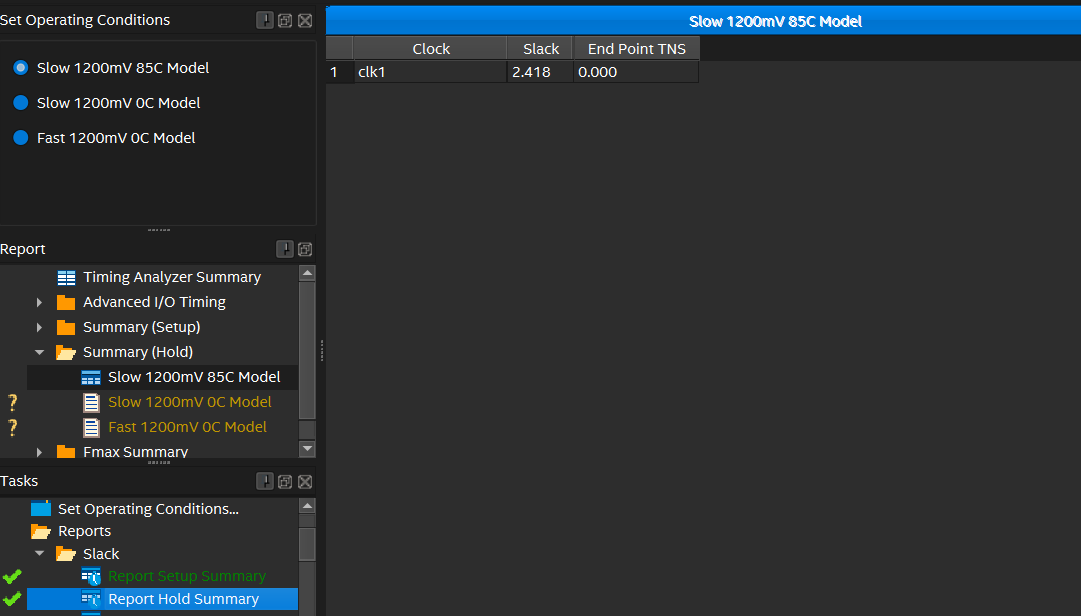 Set Operating Conditions
Slow 1200mV 85C Model
Slow 1200mV 0C Model
Fast 1200mV 0C Model
Report
Timing Analyzer Summary
Advanced I/O Timing
Summary (Setup)
Summary (Hold)
Slow 1200mV 85C Model
? Slow 1200mV 0C Model
? Fast 1200mV 0C Model
Fmax Summary
Tasks
Set Operating Conditions...
Reports
Slack
Report Setup Summary
Report Hold Summary
Slow 1200mV 85C Model
Clock Slack End Point TNS
1 clk1 2.418 0.000